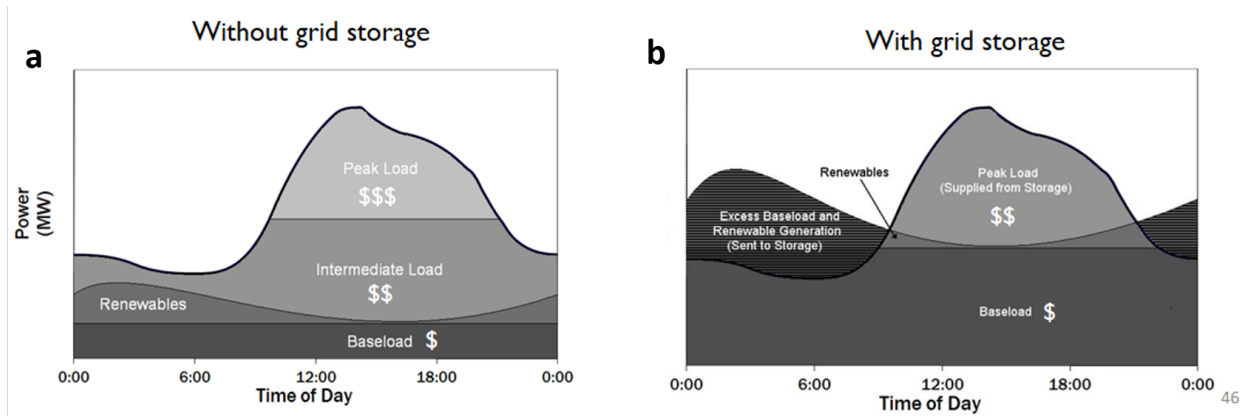 Without grid storage
a
Power
(MW)
Peak Load
$$$
Intermediate Load
$$
Renewables
Baseload $
0:00 6:00 12:00 18:00 0:00
Time of Day
With grid storage
b
Renewables
Peak Load
(Supplied from Storage)
$$
Excess Baseload and
Renewable Generation
(Sent to Storage)
Baseload $
0:00 6:00 12:00 18:00 0:00
Time of Day
46